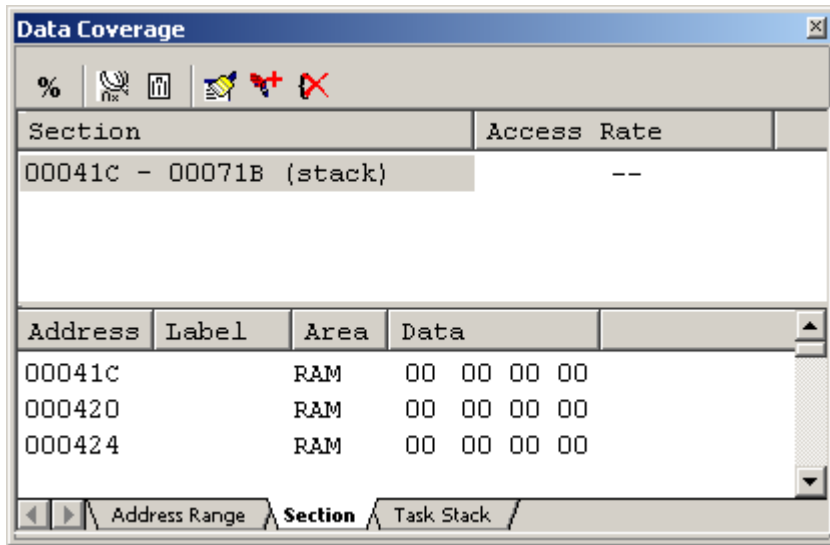 Data Coverage
%
Section Access Rate
00041C - 00071B (stack) --
Address Label Area Data
00041C RAM 00 00 00 00
000420 RAM 00 00 00 00
000424 RAM 00 00 00 00
Address Range Section Task Stack